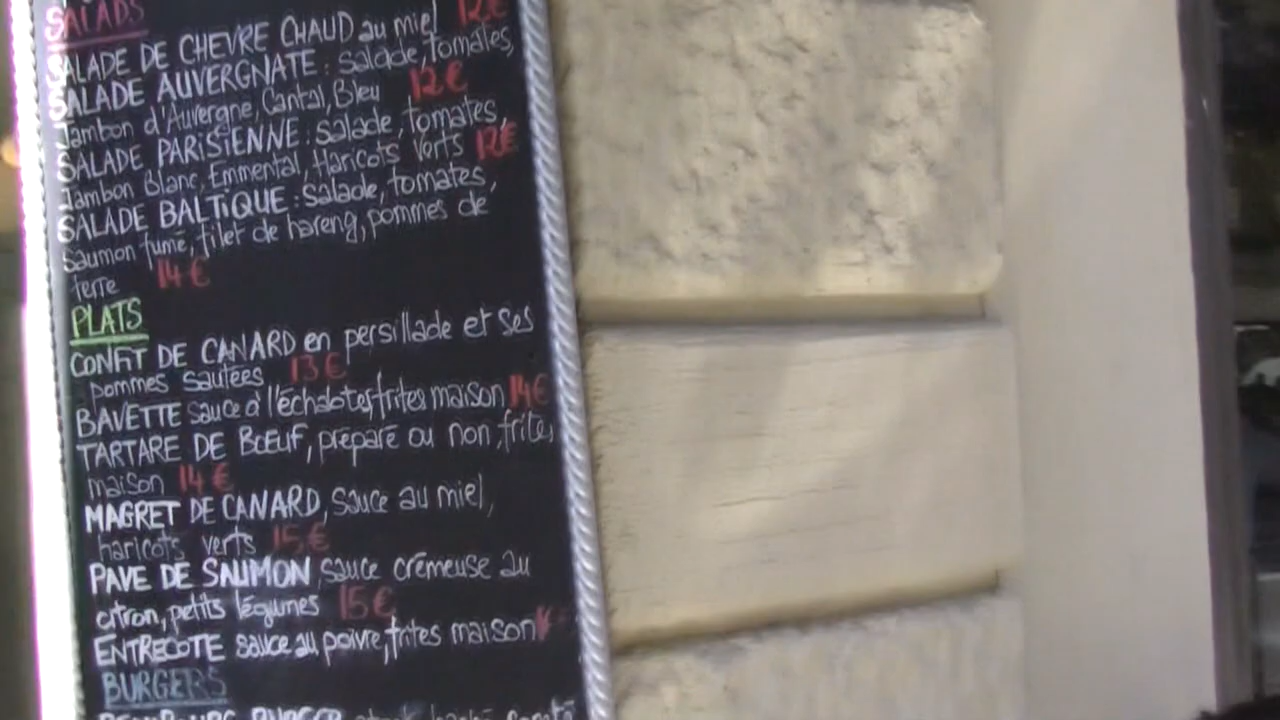 SALADS
SALADE DE CHEVRE CHAUD au miel 12€
SALADE AUVERGNATE : salade, tomates,
Jambon d'Auvergne, Cantal, Bleu 12€
SALADE PARISIENNE : salade, tomates,
Jambon Blanc, Emmental, Haricots verts 12€
SALADE BALTIQUE : salade, tomates,
saumon fumé, filet de hareng, pommes de
terre 14€
PLATS
CONFIT DE CANARD en persillade et ses
pommes sautées 13€
BAVETTE sauce à l'échalotes, frites maison 14€
TARTARE DE BŒUF, préparé ou non, frites
maison 14€
MAGRET DE CANARD, sauce au miel,
haricots verts 15€
PAVE DE SAUMON, sauce crémeuse au
citron, petits légumes 15€
ENTRECOTE sauce au poivre, frites maison
BURGERS
BURGER